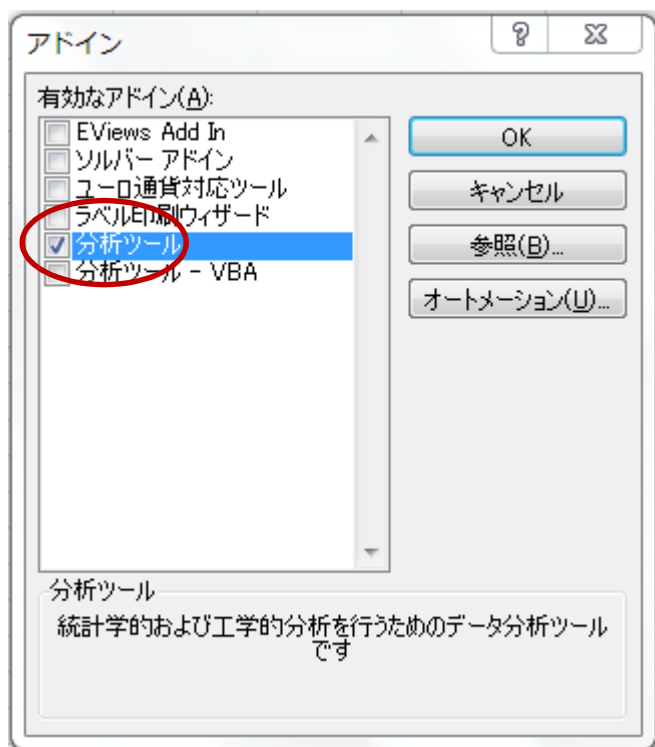 アドイン
有効なアドイン(A):
EViews Add In
ソルバー アドイン
ユーロ通貨対応ツール
ラベル印刷ウィザード
分析ツール
分析ツール - VBA
OK
キャンセル
参照(B)...
オートメーション(U)...
分析ツール
統計学的および工学的分析を行うためのデータ分析ツール
です